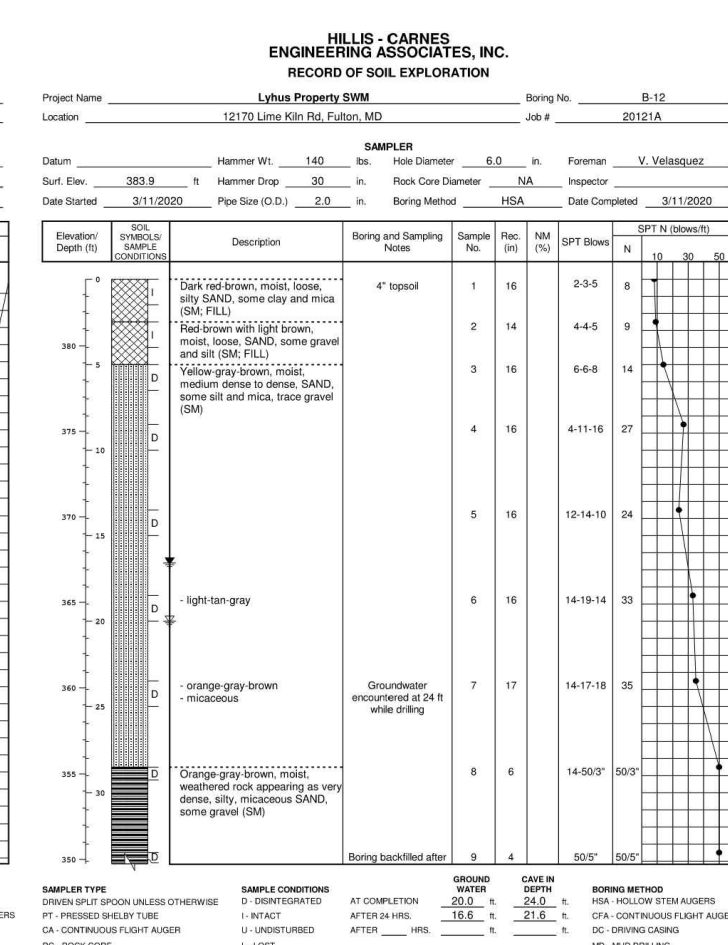 HILLIS - CARNES
ENGINEERING ASSOCIATES, INC.
RECORD OF SOIL EXPLORATION
Project Name Lyhus Property SWM Boring No. B-12
Location 12170 Lime Kiln Rd, Fulton, MD Job # 20121A
SAMPLER
Datum Hammer Wt. 140 lbs. Hole Diameter 6.0 in. Foreman V. Velasquez
Surf. Elev. 383.9 ft Hammer Drop 30 in. Rock Core Diameter NA Inspector
Date Started 3/11/2020 Pipe Size (O.D.) 2.0 in. Boring Method HSA Date Completed 3/11/2020
Elevation/ Depth (ft) SOIL SYMBOLS/ SAMPLE CONDITIONS Description Boring and Sampling Notes Sample No. Rec. (in) NM (%) SPT Blows SPT N (blows/ft)
N 10 30 50
0
I Dark red-brown, moist, loose, 4" topsoil 1 16 2-3-5 8
silty SAND, some clay and mica
(SM; FILL)
I Red-brown with light brown, 2 14 4-4-5 9
moist, loose, SAND, some gravel
380 and silt (SM; FILL)
5
D Yellow-gray-brown, moist, 3 16 6-6-8 14
medium dense to dense, SAND,
some silt and mica, trace gravel
(SM)
375 D 4 16 4-11-16 27
10
370 D 5 16 12-14-10 24
15
365 D - light-tan-gray 6 16 14-19-14 33
20
360 D - orange-gray-brown Groundwater 7 17 14-17-18 35
- micaceous encountered at 24 ft
25 while drilling
355 D Orange-gray-brown, moist, 8 6 14-50/3" 50/3"
weathered rock appearing as very
30 dense, silty, micaceous SAND,
some gravel (SM)
350 D Boring backfilled after 9 4 50/5" 50/5"
GROUND WATER CAVE IN DEPTH
SAMPLER TYPE SAMPLE CONDITIONS BORING METHOD
DRIVEN SPLIT SPOON UNLESS OTHERWISE D - DISINTEGRATED AT COMPLETION 20.0 ft. 24.0 ft. HSA - HOLLOW STEM AUGERS
ERS PT - PRESSED SHELBY TUBE I - INTACT AFTER 24 HRS. 16.6 ft. 21.6 ft. CFA - CONTINUOUS FLIGHT AUGE
CA - CONTINUOUS FLIGHT AUGER U - UNDISTURBED AFTER HRS. ft. ft. DC - DRIVING CASING